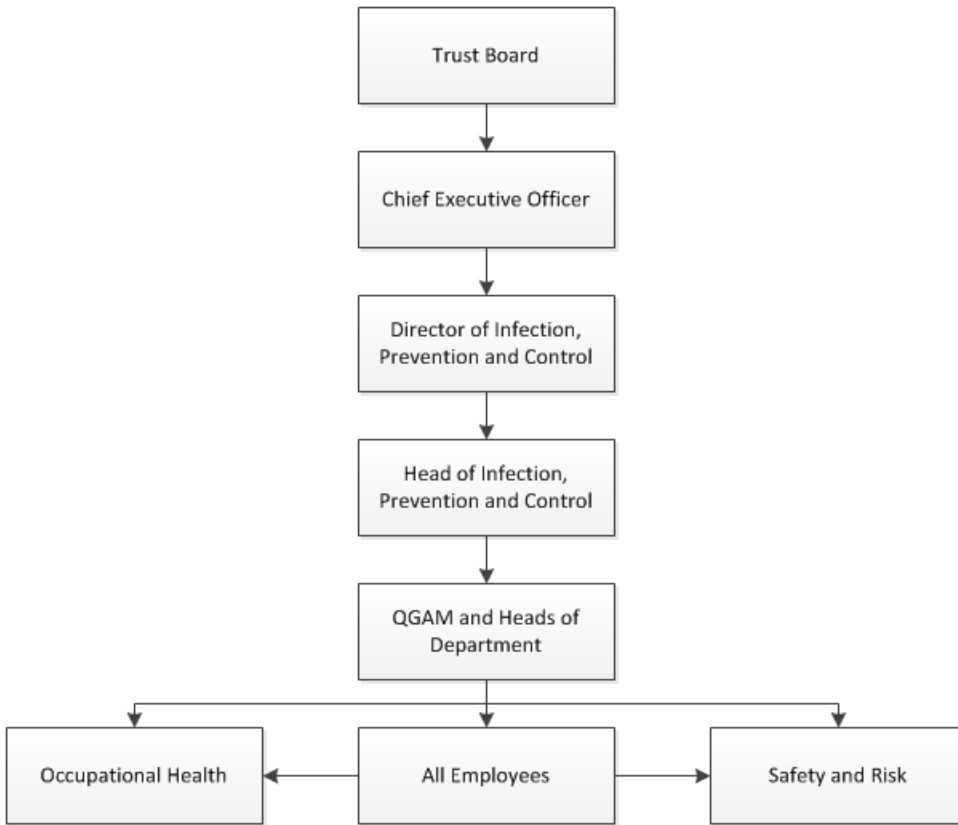 Trust Board
Chief Executive Officer
Director of Infection,
Prevention and Control
Head of Infection,
Prevention and Control
QGAM and Heads of
Department
Occupational Health
All Employees
Safety and Risk